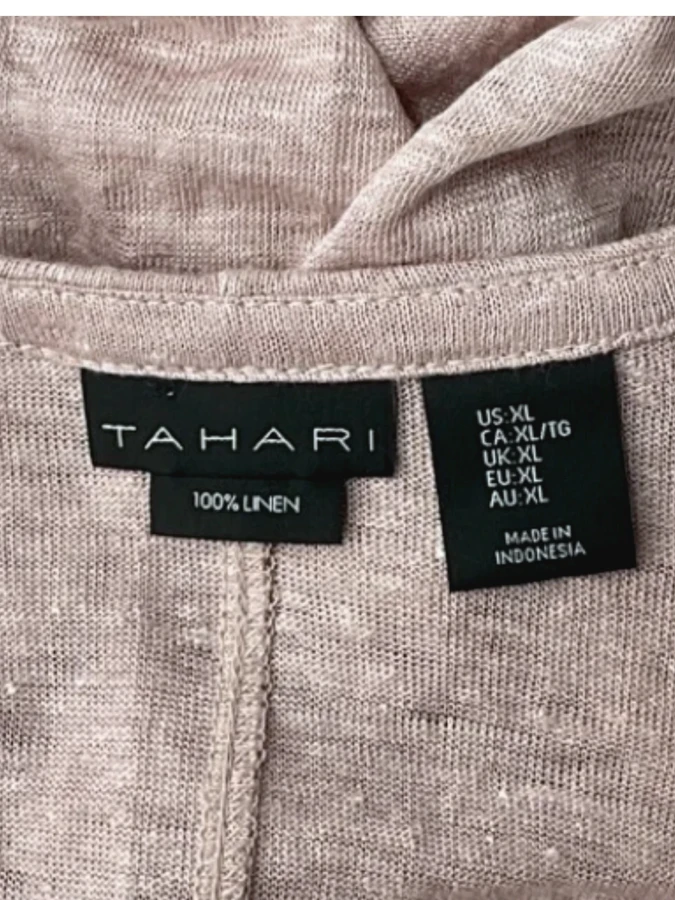 TAHARI
100% LINEN
US:XL
CA:XL/TG
UK:XL
EU:XL
AU:XL
MADE IN
INDONESIA